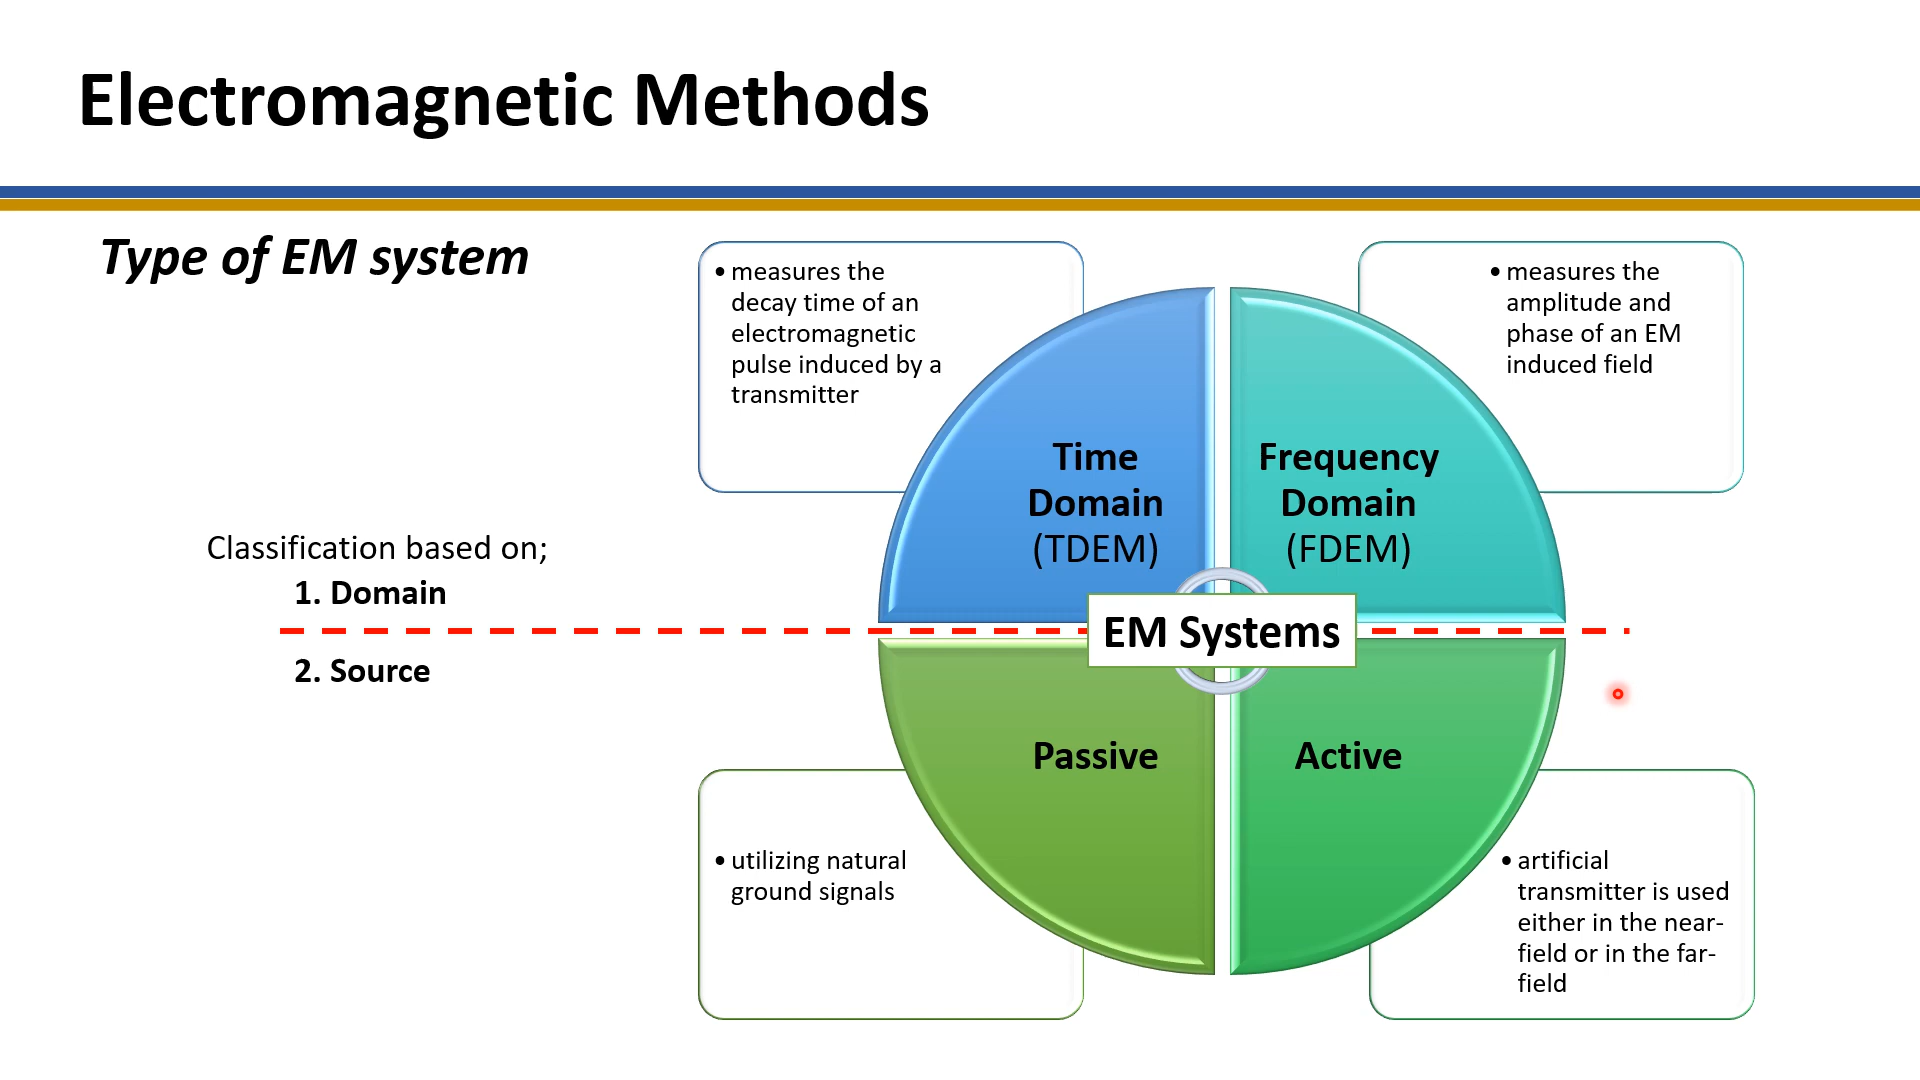 Electromagnetic Methods
Type of EM system
• measures the
decay time of an
electromagnetic
pulse induced by a
transmitter
• measures the
amplitude and
phase of an EM
induced field
Time
Domain
(TDEM)
Frequency
Domain
(FDEM)
Classification based on;
1. Domain
EM Systems
2. Source
Passive
Active
• utilizing natural
ground signals
• artificial
transmitter is used
either in the near-
field or in the far-
field